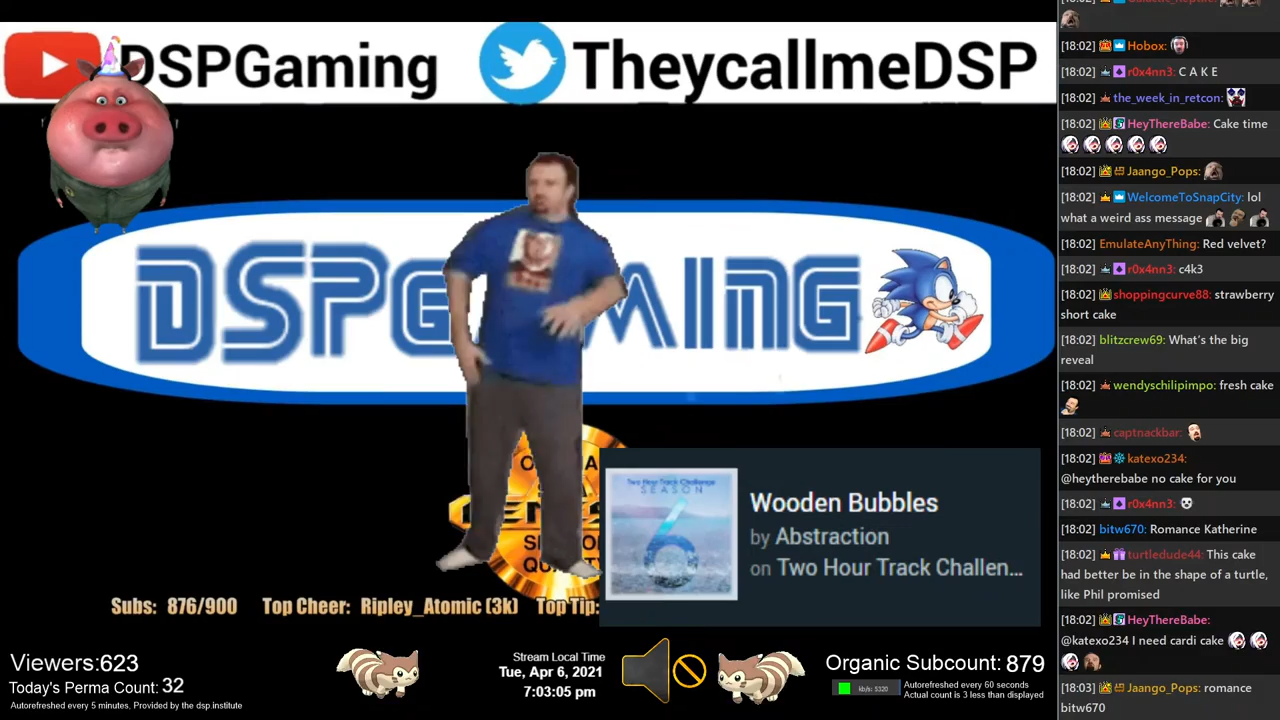 DSPGaming
TheycallmeDSP
DSPGAMING
Wooden Bubbles
by Abstraction
on Two Hour Track Challen...
Two Hour Track Challenge
SEASON
6
Subs: 876/900 Top Cheer: Ripley_Atomic (3k) Top Tip:
Viewers:623
Today's Perma Count: 32
Autorefreshed every 5 minutes, Provided by the dsp institute
Stream Local Time
Tue, Apr 6, 2021
7:03:05 pm
Organic Subcount: 879
kb/s: 5320
Autorefreshed every 60 seconds
Actual count is 3 less than displayed
[18:02] Hobox:
[18:02] r0x4nn3: C A K E
[18:02] the_week_in_retcon:
[18:02] HeyThereBabe: Cake time
[18:02] Jaango_Pops:
[18:02] WelcomeToSnapCity: lol
what a weird ass message
[18:02] EmulateAnyThing: Red velvet?
[18:02] r0x4nn3: c4k3
[18:02] shoppingcurve88: strawberry
short cake
[18:02] blitzcrew69: What's the big
reveal
[18:02] wendyschilipimpo: fresh cake
[18:02] captnackbar:
[18:02] katexo234:
@heytherebabe no cake for you
[18:02] r0x4nn3:
[18:02] bitw670: Romance Katherine
[18:02] turtledude44: This cake
had better be in the shape of a turtle,
like Phil promised
[18:02] HeyThereBabe:
@katexo234 I need cardi cake
[18:03] Jaango_Pops: romance
bitw670